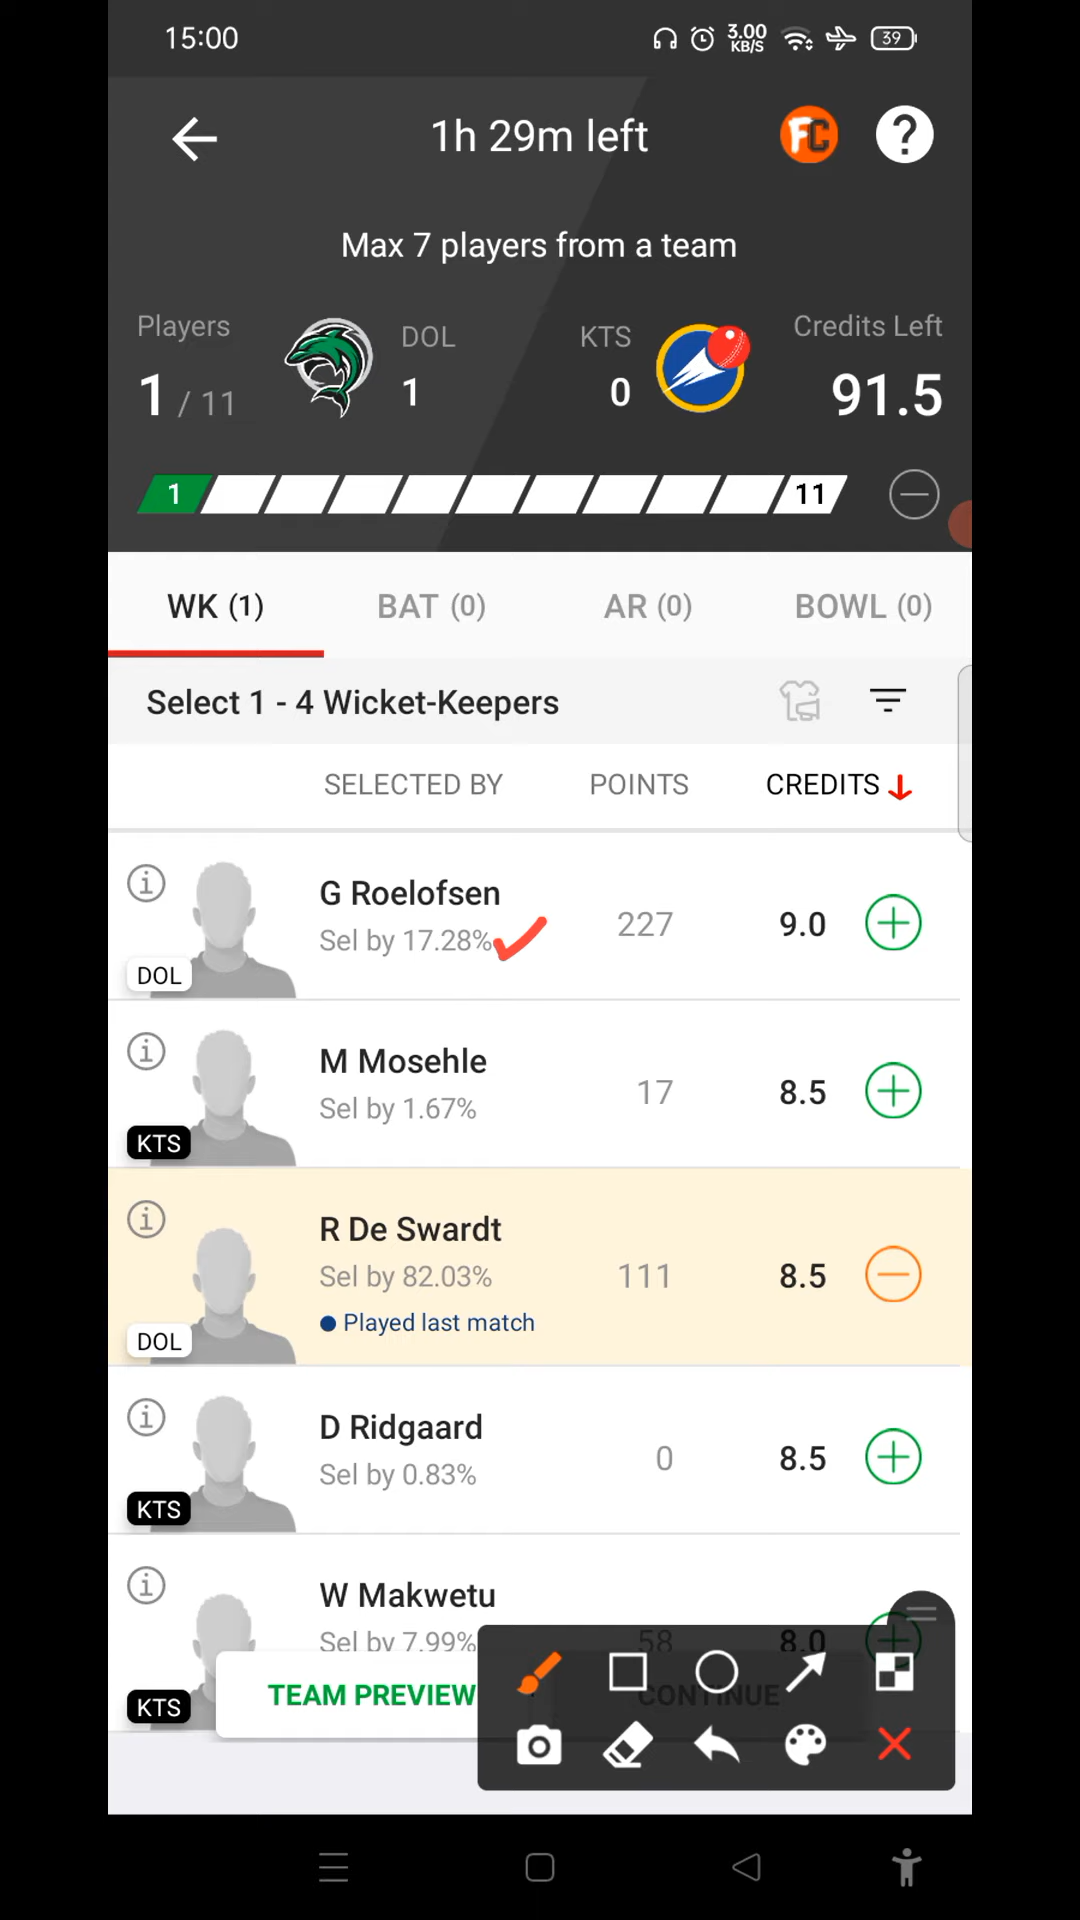 15:00
3.00 KB/S
39
1h 29m left
FC
?
Max 7 players from a team
Players
1 / 11
DOL
1
KTS
0
Credits Left
91.5
1
11
WK (1)
BAT (0)
AR (0)
BOWL (0)
Select 1 - 4 Wicket-Keepers
SELECTED BY
POINTS
CREDITS
G Roelofsen
Sel by 17.28%
227
9.0
DOL
M Mosehle
Sel by 1.67%
17
8.5
KTS
R De Swardt
Sel by 82.03%
Played last match
111
8.5
DOL
D Ridgaard
Sel by 0.83%
0
8.5
KTS
W Makwetu
Sel by 7.99%
58
8.0
KTS
TEAM PREVIEW
CONTINUE